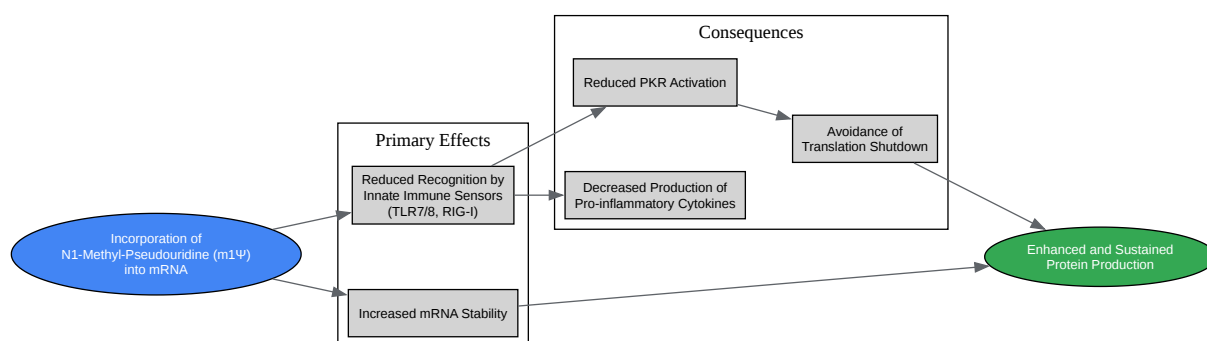 Consequences
Reduced PKR Activation
Avoidance of
Translation Shutdown
Primary Effects
Reduced Recognition by
Innate Immune Sensors
(TLR7/8, RIG-I)
Decreased Production of
Pro-inflammatory Cytokines
Incorporation of
N1-Methyl-Pseudouridine (m1Ψ)
into mRNA
Enhanced and Sustained
Protein Production
Increased mRNA Stability